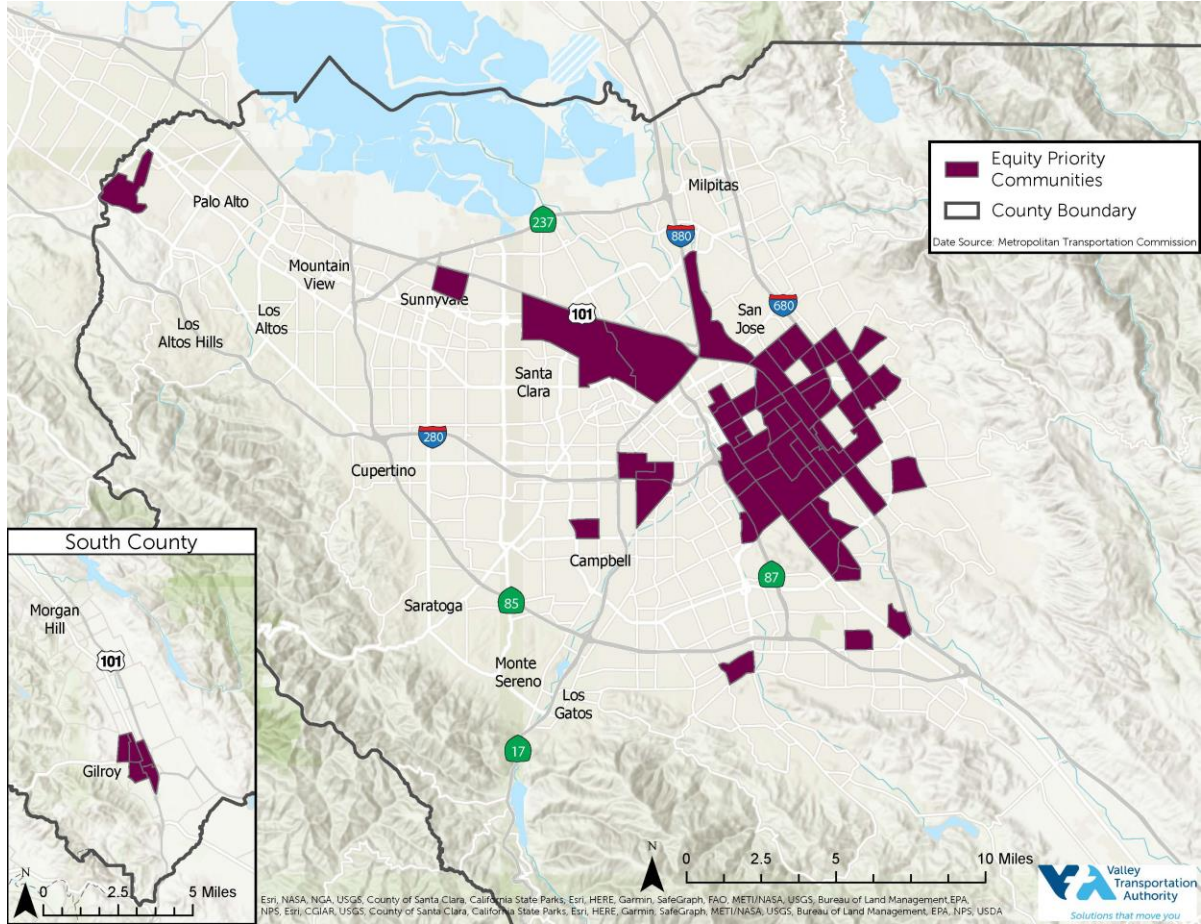 Milpitas
Equity Priority
Communities
County Boundary
Date Source: Metropolitan Transportation Commission
Palo Alto
237
880
Mountain
View
Sunnyvale
101
San
Jose
680
Los
Altos Hills
Los
Altos
Santa
Clara
280
Cupertino
Campbell
87
Saratoga
85
Monte
Sereno
Los
Gatos
17
South County
Morgan
Hill
101
Gilroy
N
0 2.5 5 Miles
N
0 2.5 5 10 Miles
Esri, NASA, NGA, USGS, County of Santa Clara, California State Parks, Esri, HERE, Garmin, SafeGraph, FAO, METI/NASA, USGS, Bureau of Land Management,EPA,
NPS, Esri, CGIAR, USGS, County of Santa Clara, California State Parks, Esri, HERE, Garmin, SafeGraph, METI/NASA, USGS, Bureau of Land Management, EPA, NPS, USDA
VTA
Valley
Transportation
Authority
Solutions that move you